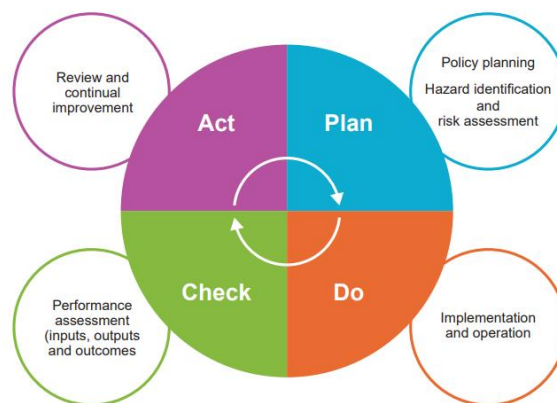 Review and
continual
improvement
Act
Plan
Policy planning
Hazard identification
and
risk assessment
Performance
assessment
(inputs, outputs
and outcomes
Check
Do
Implementation
and operation